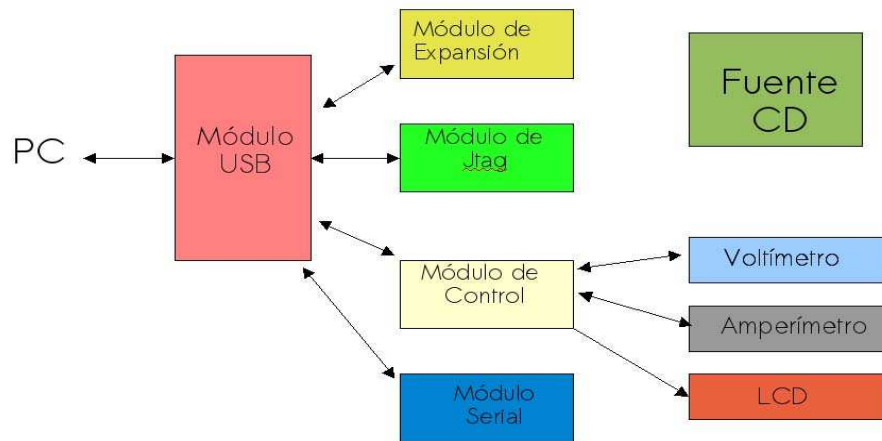 PC
Módulo
USB
Módulo de
Expansión
Módulo de
Jtag
Módulo de
Control
Módulo
Serial
Fuente
CD
Voltímetro
Amperímetro
LCD